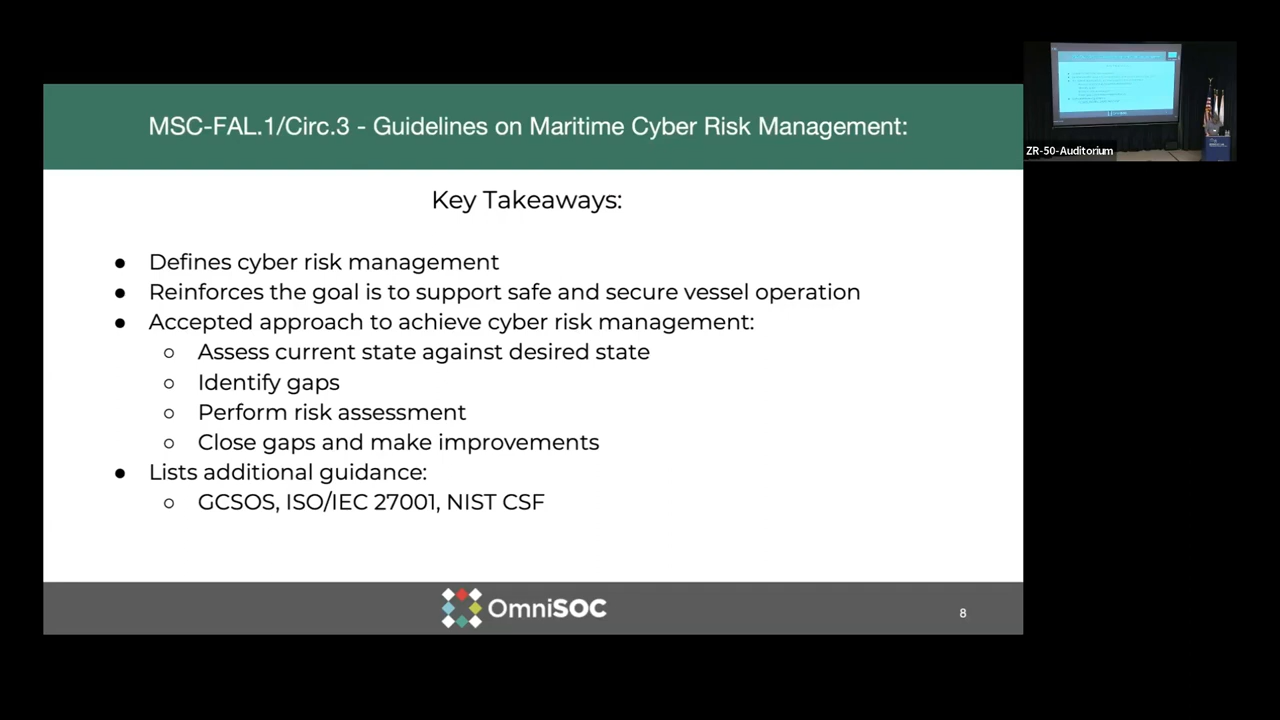 MSC-FAL.1/Circ.3 - Guidelines on Maritime Cyber Risk Management:
Key Takeaways:
● Defines cyber risk management
● Reinforces the goal is to support safe and secure vessel operation
● Accepted approach to achieve cyber risk management:
○ Assess current state against desired state
○ Identify gaps
○ Perform risk assessment
○ Close gaps and make improvements
● Lists additional guidance:
○ GCSOS, ISO/IEC 27001, NIST CSF
OmniSOC
8
ZR-50-Auditorium